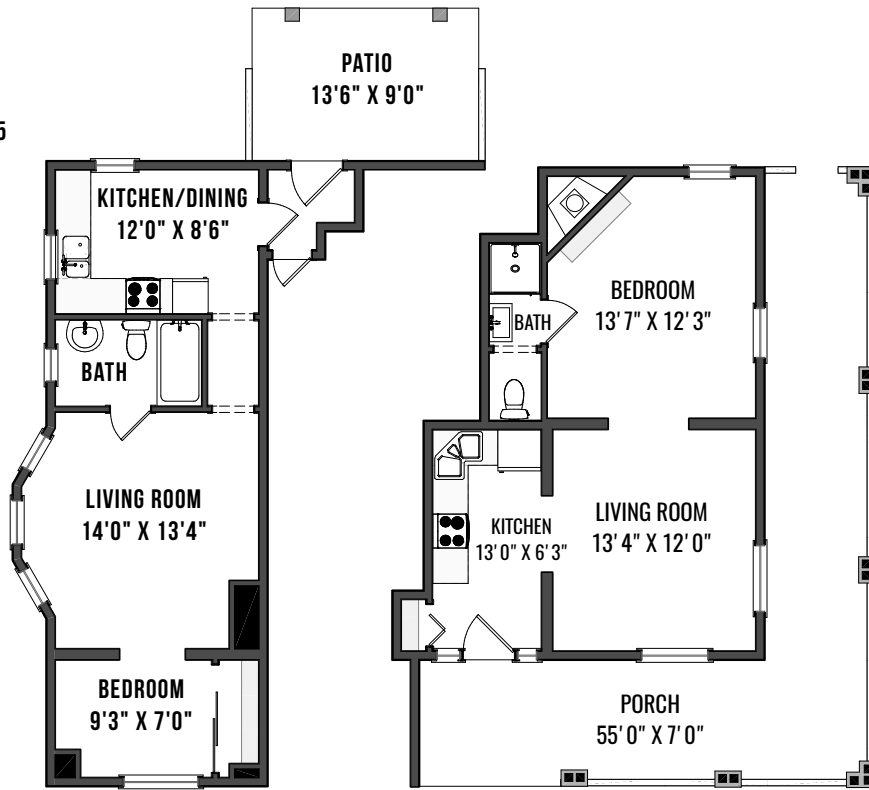 PATIO
13'6" X 9'0"
KITCHEN/DINING
12'0" X 8'6"
BATH
LIVING ROOM
14'0" X 13'4"
BEDROOM
9'3" X 7'0"
BEDROOM
13'7" X 12'3"
BATH
KITCHEN
13'0" X 6'3"
LIVING ROOM
13'4" X 12'0"
PORCH
55'0" X 7'0"